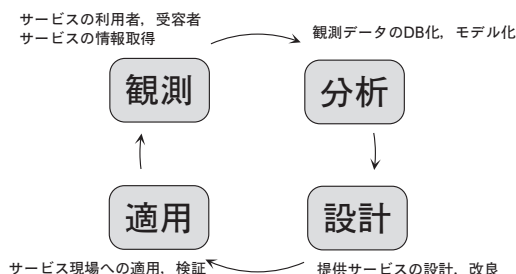 サービスの利用者，受容者
サービスの情報取得
観測データのDB化，モデル化
観測
分析
適用
設計
サービス現場への適用，検証
提供サービスの設計，改良